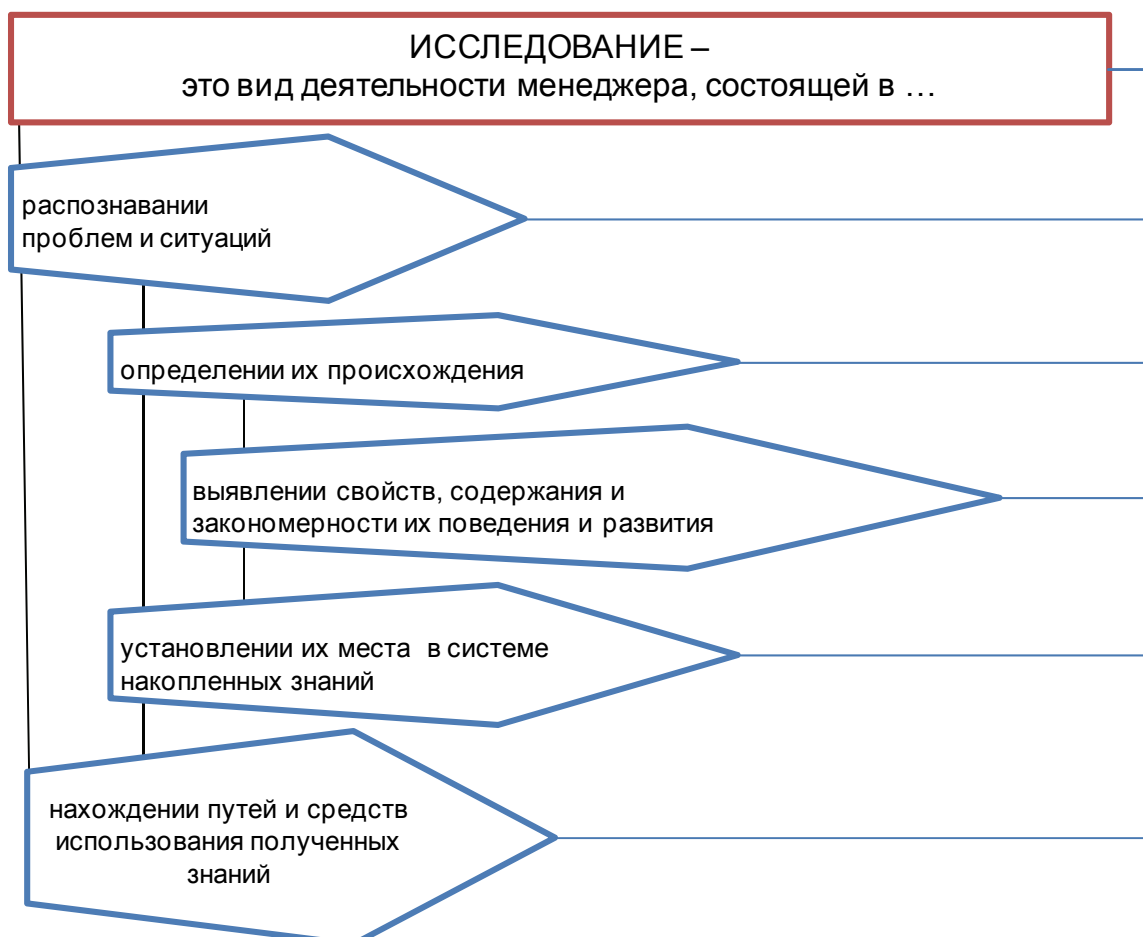 ИССЛЕДОВАНИЕ –
это вид деятельности менеджера, состоящей в …
распознавании
проблем и ситуаций
определении их происхождения
выявлении свойств, содержания и
закономерности их поведения и развития
установлении их места в системе
накопленных знаний
нахождении путей и средств
использования полученных
знаний